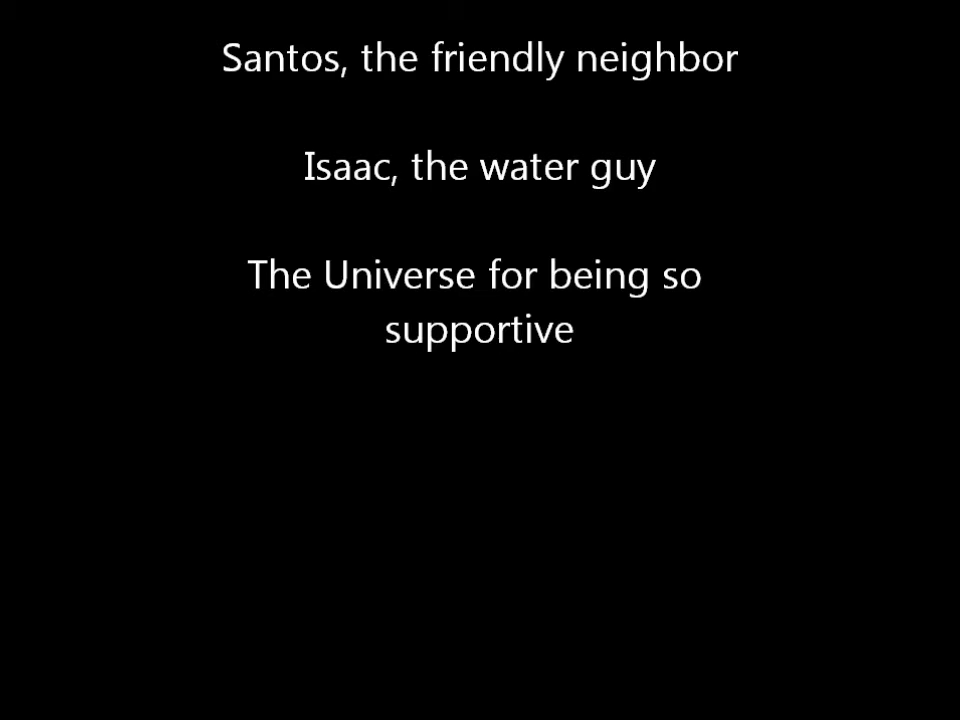 Santos, the friendly neighbor
Isaac, the water guy
The Universe for being so
supportive